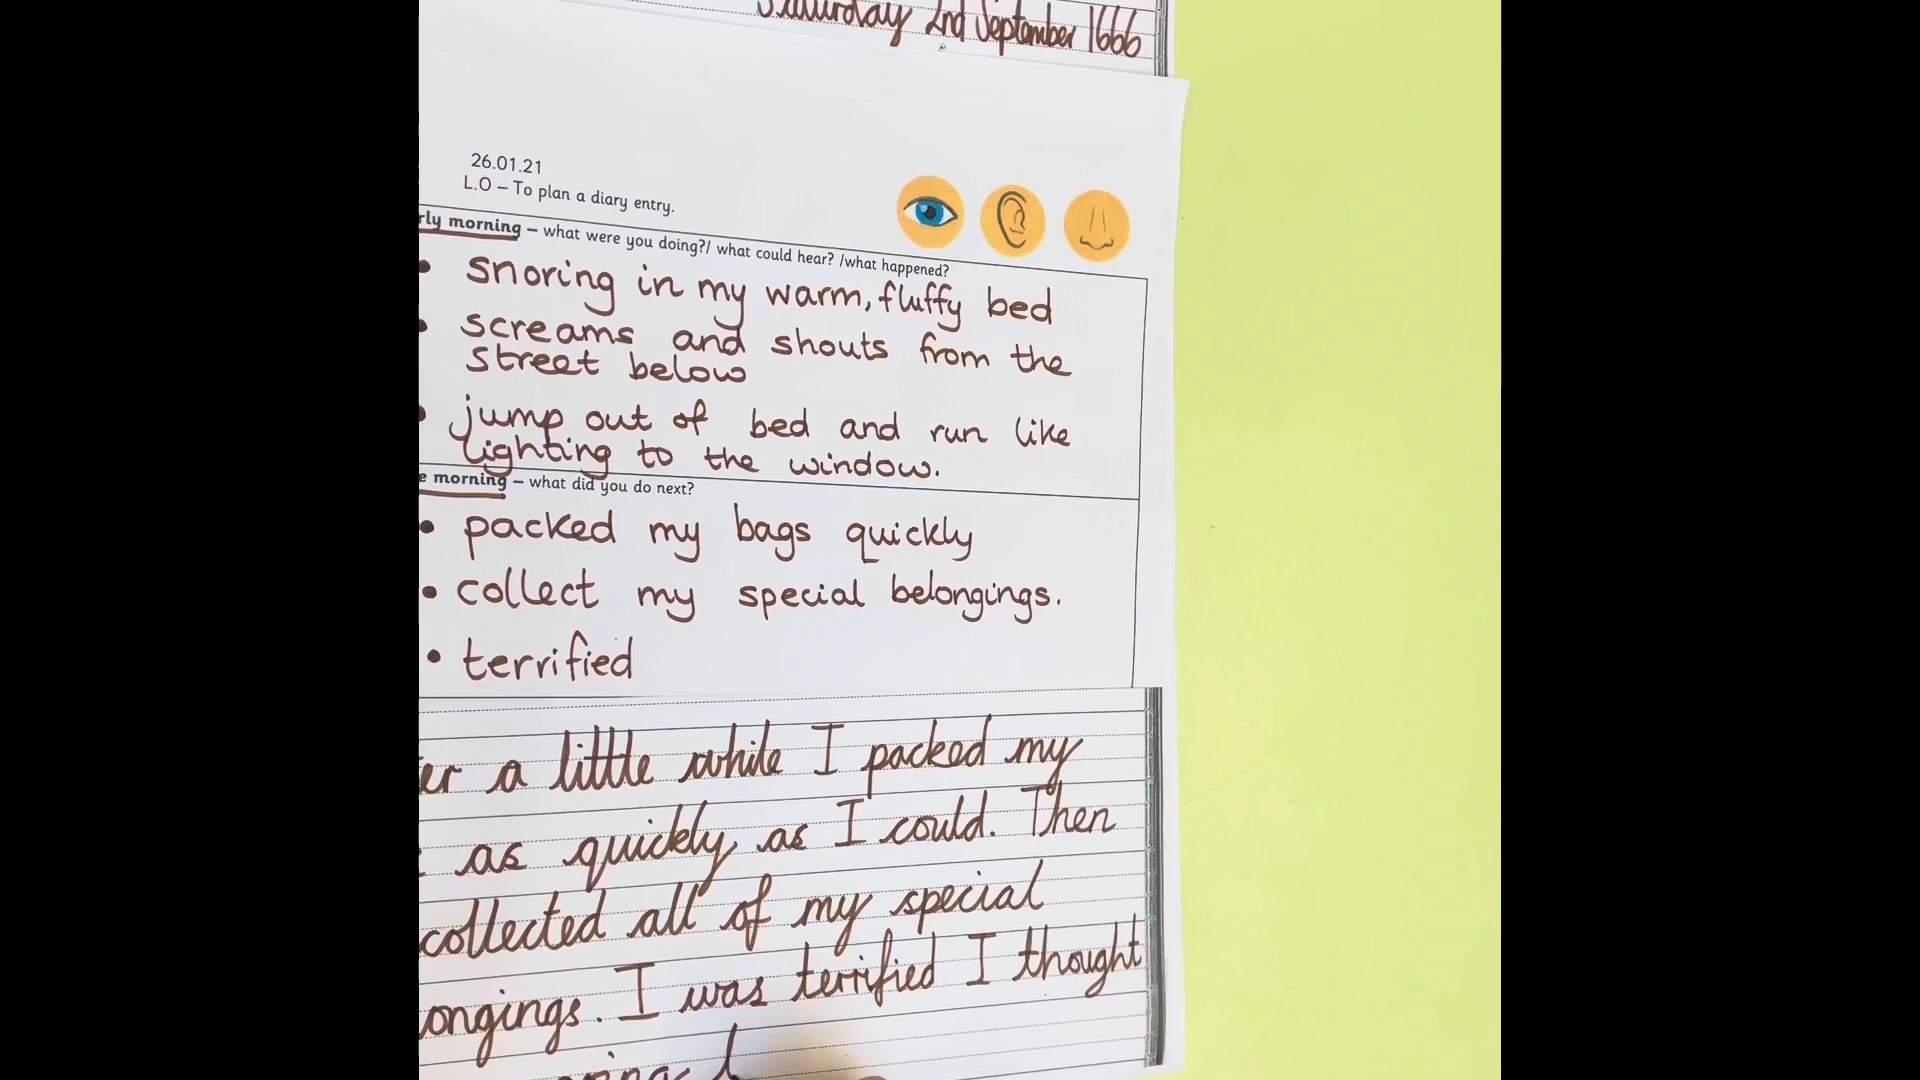 Saturday 2nd September 1666
26.01.21
L.O – To plan a diary entry.
rly morning – what were you doing?/ what could hear? /what happened?
• snoring in my warm, fluffy bed
• screams and shouts from the
street below
• jump out of bed and run like
lighting to the window.
e morning – what did you do next?
• packed my bags quickly
• collect my special belongings.
• terrified
er a little while I packed my
as quickly as I could. Then
collected all of my special
longings. I was terrified I thought